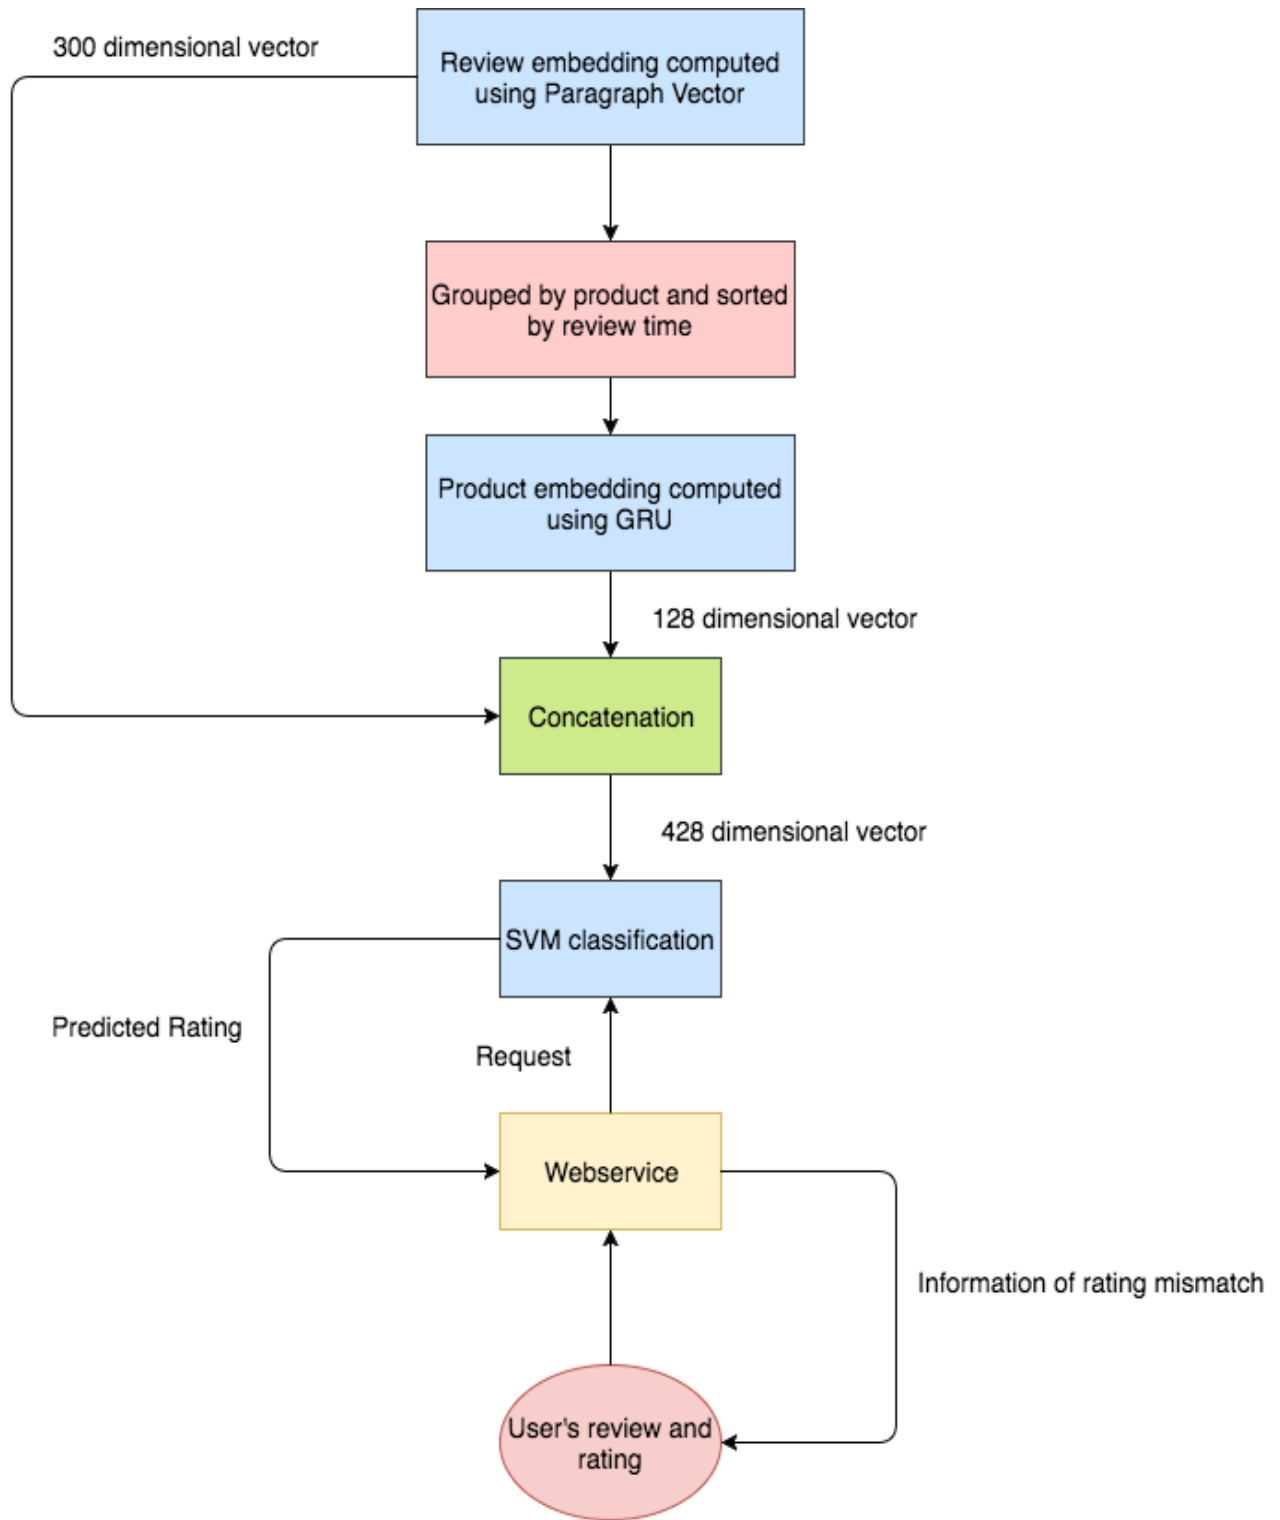 300 dimensional vector
Review embedding computed
using Paragraph Vector
Grouped by product and sorted
by review time
Product embedding computed
using GRU
128 dimensional vector
Concatenation
428 dimensional vector
SVM classification
Predicted Rating
Request
Webservice
Information of rating mismatch
User's review and
rating